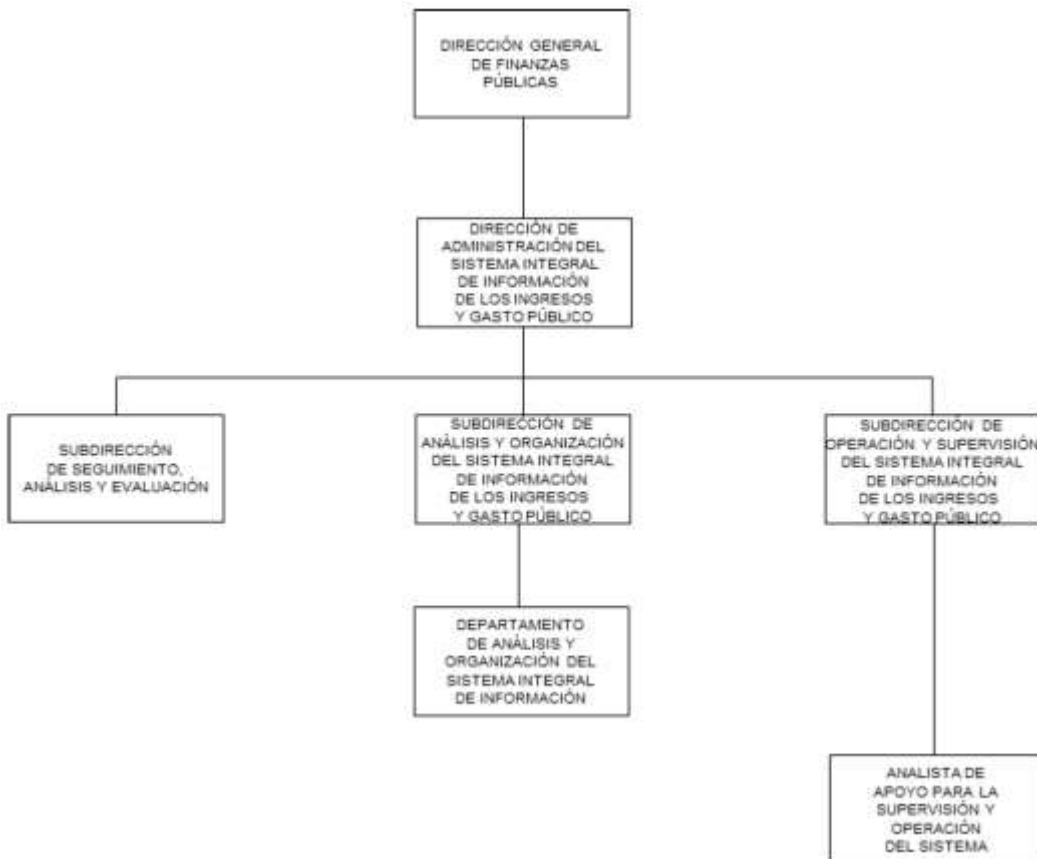 DIRECCIÓN GENERAL
DE FINANZAS
PÚBLICAS
DIRECCIÓN DE
ADMINISTRACIÓN DEL
SISTEMA INTEGRAL
DE INFORMACIÓN
DE LOS INGRESOS
Y GASTO PÚBLICO
SUBDIRECCIÓN
DE SEGUIMIENTO,
ANÁLISIS Y EVALUACIÓN
SUBDIRECCIÓN DE
ANÁLISIS Y ORGANIZACIÓN
DEL SISTEMA INTEGRAL
DE INFORMACIÓN
DE LOS INGRESOS
Y GASTO PÚBLICO
SUBDIRECCIÓN DE
OPERACIÓN Y SUPERVISIÓN
DEL SISTEMA INTEGRAL
DE INFORMACIÓN
DE LOS INGRESOS
Y GASTO PÚBLICO
DEPARTAMENTO
DE ANÁLISIS Y
ORGANIZACIÓN DEL
SISTEMA INTEGRAL
DE INFORMACIÓN
ANALISTA DE
APOYO PARA LA
SUPERVISIÓN Y
OPERACIÓN
DEL SISTEMA